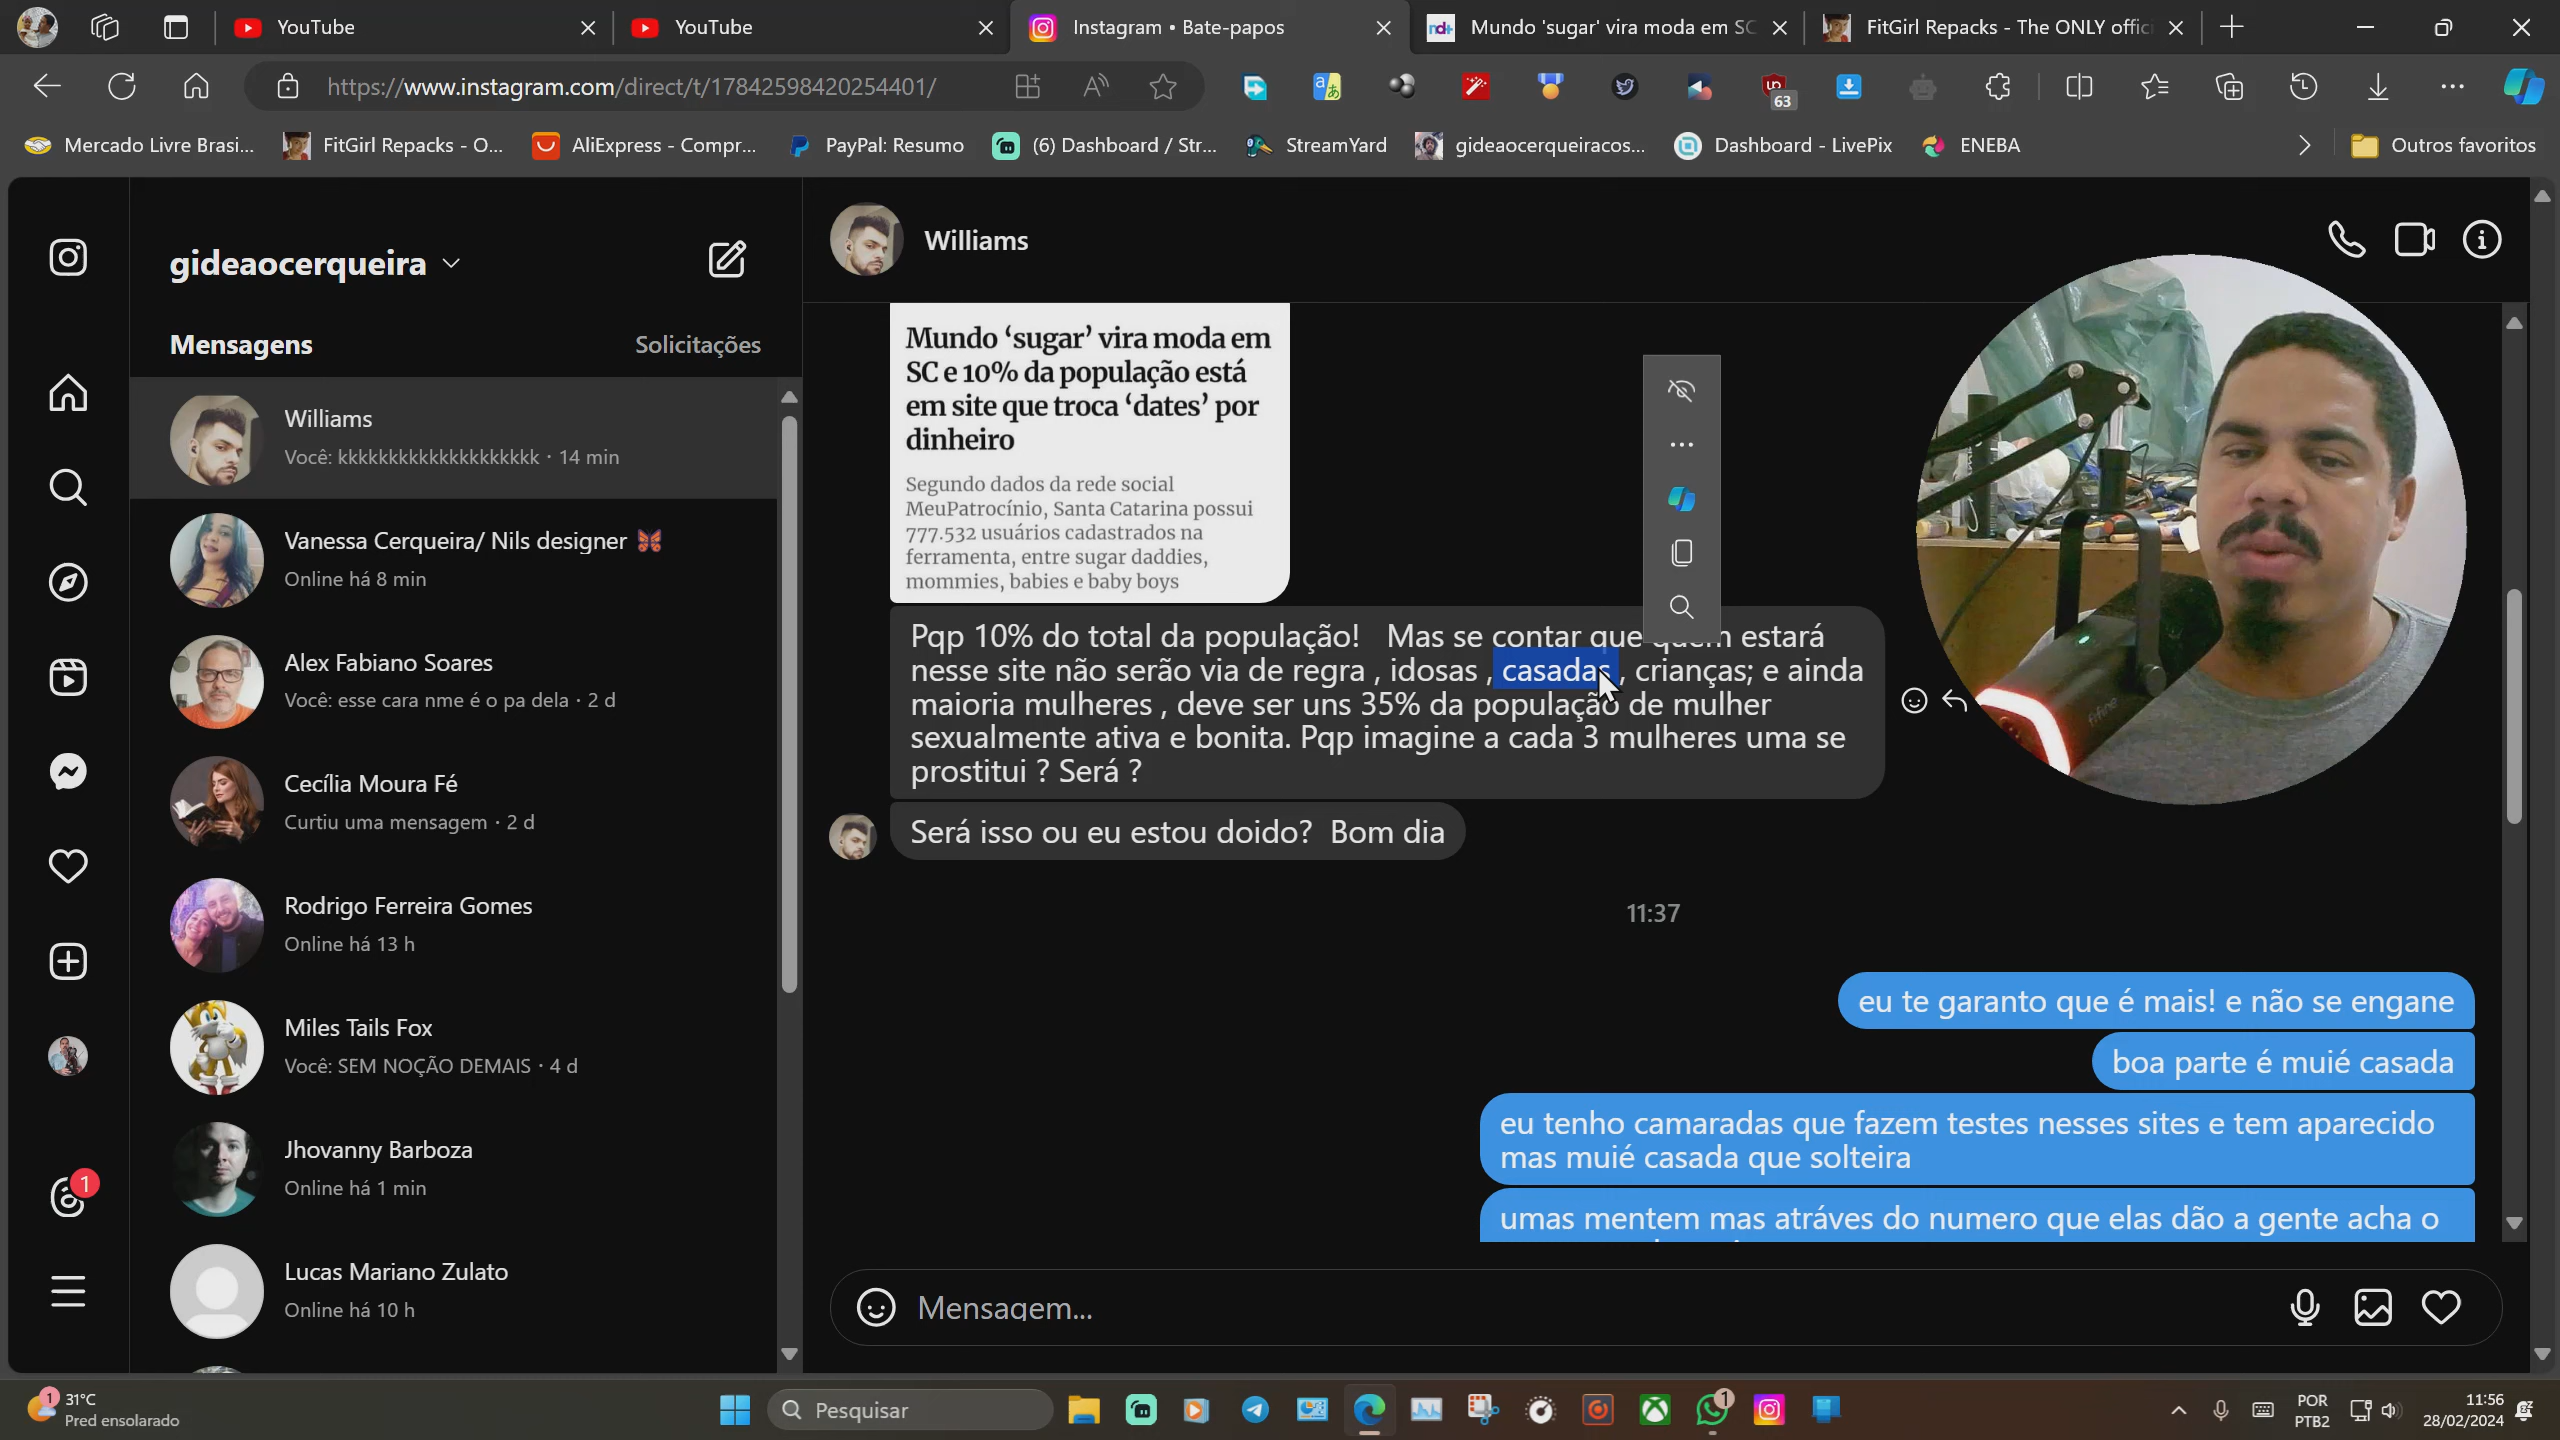 YouTube
YouTube
Instagram • Bate-papos
Mundo 'sugar' vira moda em SC
FitGirl Repacks - The ONLY offic
https://www.instagram.com/direct/t/17842598420254401/
63
Mercado Livre Brasi...
FitGirl Repacks - O...
AliExpress - Compr...
PayPal: Resumo
(6) Dashboard / Str...
StreamYard
gideaocerqueiracos...
Dashboard - LivePix
ENEBA
Outros favoritos
gideaocerqueira
Mensagens
Solicitações
Williams
Você: kkkkkkkkkkkkkkkkkkkk · 14 min
Vanessa Cerqueira/ Nils designer 🦋
Online há 8 min
Alex Fabiano Soares
Você: esse cara nme é o pa dela · 2 d
Cecília Moura Fé
Curtiu uma mensagem · 2 d
Rodrigo Ferreira Gomes
Online há 13 h
Miles Tails Fox
Você: SEM NOÇÃO DEMAIS · 4 d
Jhovanny Barboza
Online há 1 min
1
Lucas Mariano Zulato
Online há 10 h
Williams
Mundo ‘sugar’ vira moda em
SC e 10% da população está
em site que troca ‘dates’ por
dinheiro
Segundo dados da rede social
MeuPatrocínio, Santa Catarina possui
777.532 usuários cadastrados na
ferramenta, entre sugar daddies,
mommies, babies e baby boys
Pqp 10% do total da população! Mas se contar que quem estará
nesse site não serão via de regra , idosas , casadas , crianças; e ainda
maioria mulheres , deve ser uns 35% da população de mulher
sexualmente ativa e bonita. Pqp imagine a cada 3 mulheres uma se
prostitui ? Será ?
Será isso ou eu estou doido? Bom dia
fifine
11:37
eu te garanto que é mais! e não se engane
boa parte é muié casada
eu tenho camaradas que fazem testes nesses sites e tem aparecido
mas muié casada que solteira
umas mentem mas atráves do numero que elas dão a gente acha o
Mensagem...
1
31°C
Pred ensolarado
Pesquisar
1
POR
PTB2
11:56
28/02/2024